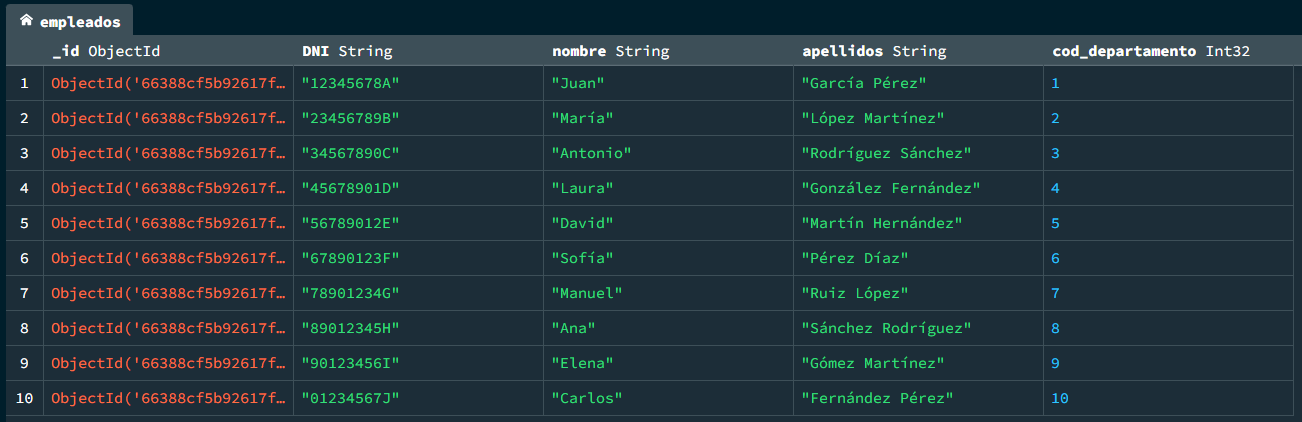 empleados
_id ObjectId DNI String nombre String apellidos String cod_departamento Int32
1 ObjectId('66388cf5b92617f… "12345678A" "Juan" "García Pérez" 1
2 ObjectId('66388cf5b92617f… "23456789B" "María" "López Martínez" 2
3 ObjectId('66388cf5b92617f… "34567890C" "Antonio" "Rodríguez Sánchez" 3
4 ObjectId('66388cf5b92617f… "45678901D" "Laura" "González Fernández" 4
5 ObjectId('66388cf5b92617f… "56789012E" "David" "Martín Hernández" 5
6 ObjectId('66388cf5b92617f… "67890123F" "Sofía" "Pérez Díaz" 6
7 ObjectId('66388cf5b92617f… "78901234G" "Manuel" "Ruiz López" 7
8 ObjectId('66388cf5b92617f… "89012345H" "Ana" "Sánchez Rodríguez" 8
9 ObjectId('66388cf5b92617f… "90123456I" "Elena" "Gómez Martínez" 9
10 ObjectId('66388cf5b92617f… "01234567J" "Carlos" "Fernández Pérez" 10